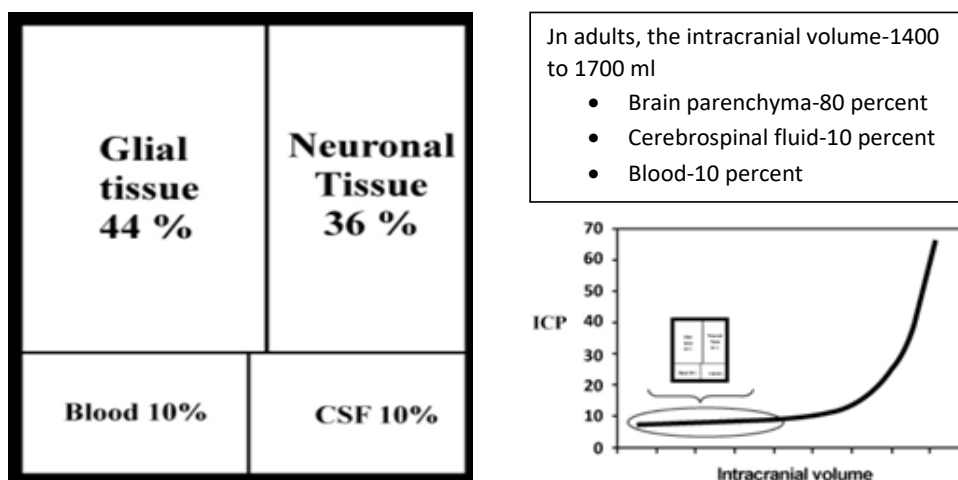 Glial
tissue
44 %
Neuronal
Tissue
36 %
Blood 10%
CSF 10%
Jn adults, the intracranial volume-1400
to 1700 ml
• Brain parenchyma-80 percent
• Cerebrospinal fluid-10 percent
• Blood-10 percent
70
60
50
40
30
20
10
0
ICP
Intracranial volume